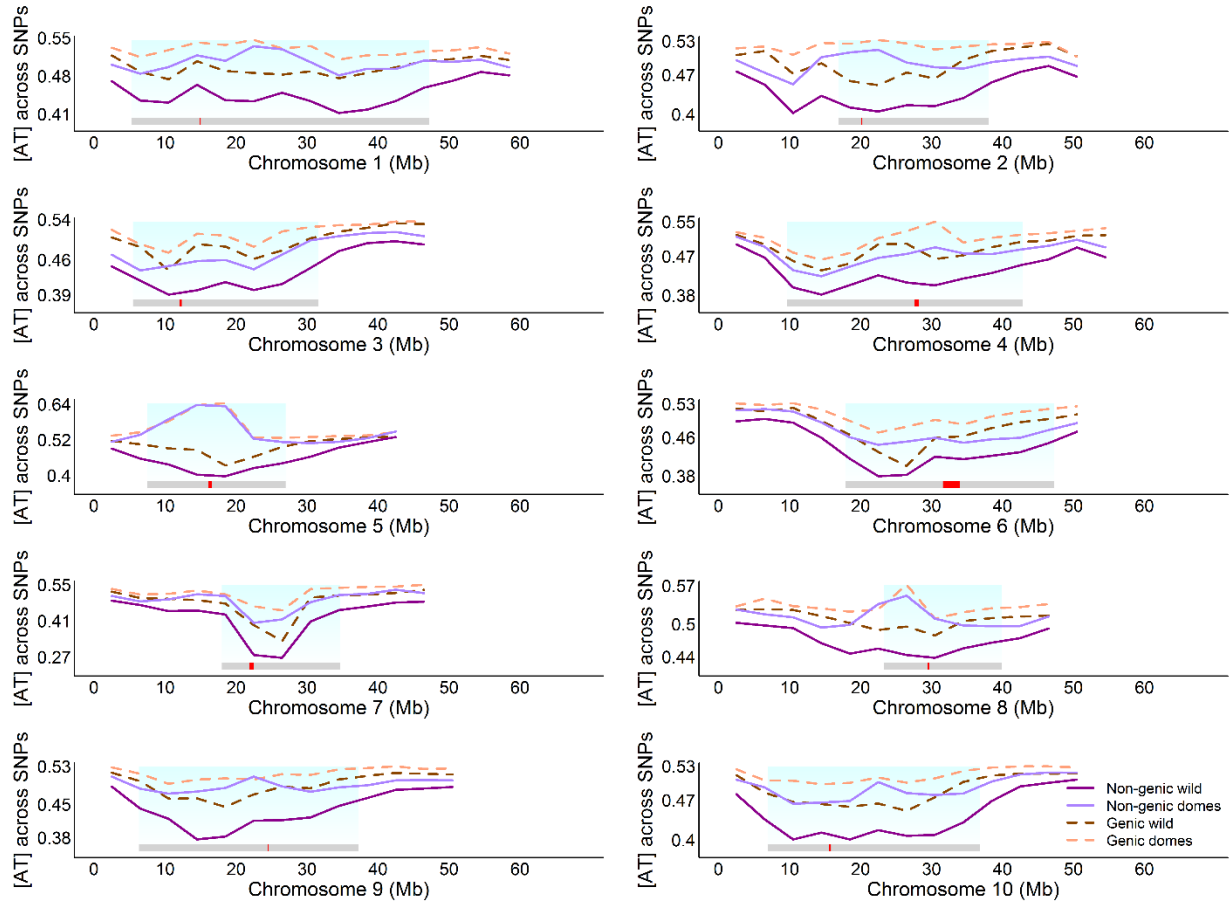 [AT] across SNPs
0.55
0.48
0.41
0 10 20 30 40 50 60
Chromosome 1 (Mb)
[AT] across SNPs
0.53
0.47
0.4
0 10 20 30 40 50 60
Chromosome 2 (Mb)
[AT] across SNPs
0.54
0.46
0.39
0 10 20 30 40 50 60
Chromosome 3 (Mb)
[AT] across SNPs
0.55
0.47
0.38
0 10 20 30 40 50 60
Chromosome 4 (Mb)
[AT] across SNPs
0.64
0.52
0.4
0 10 20 30 40 50 60
Chromosome 5 (Mb)
[AT] across SNPs
0.53
0.46
0.38
0 10 20 30 40 50 60
Chromosome 6 (Mb)
[AT] across SNPs
0.55
0.41
0.27
0 10 20 30 40 50 60
Chromosome 7 (Mb)
[AT] across SNPs
0.57
0.5
0.44
0 10 20 30 40 50 60
Chromosome 8 (Mb)
[AT] across SNPs
0.53
0.45
0.38
0 10 20 30 40 50 60
Chromosome 9 (Mb)
[AT] across SNPs
0.53
0.47
0.4
0 10 20 30 40 50 60
Chromosome 10 (Mb)
Non-genic wild
Non-genic domes
Genic wild
Genic domes